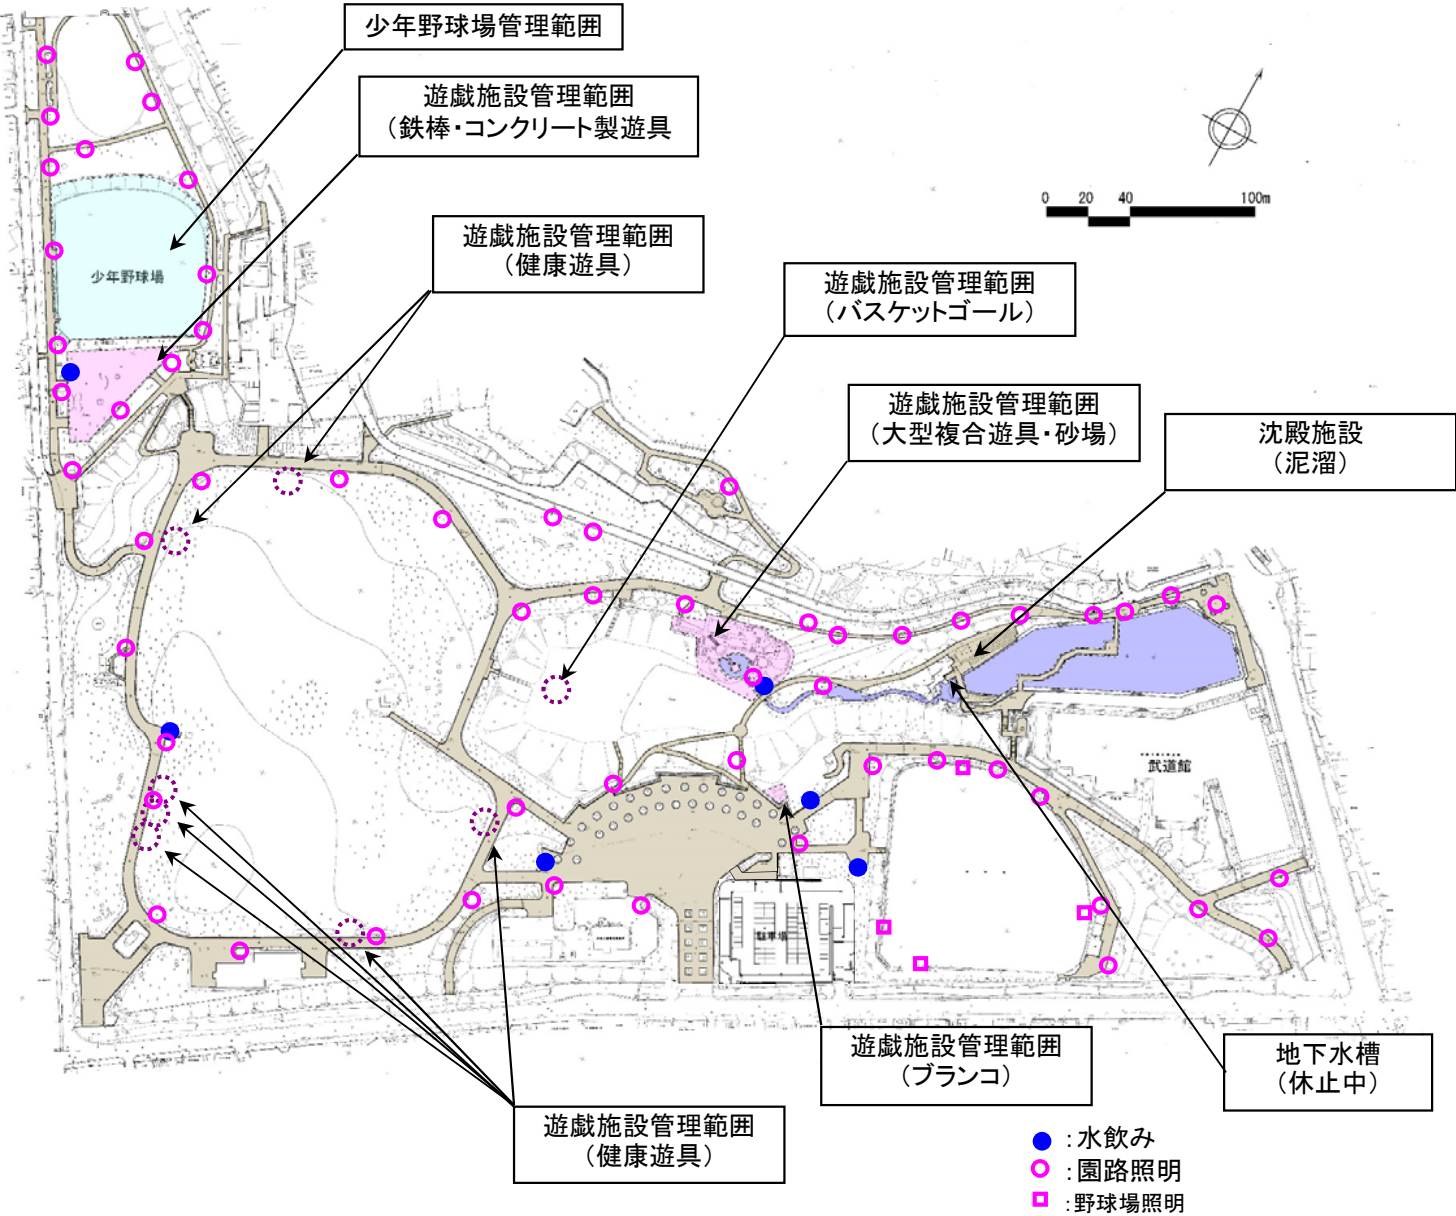 少年野球場管理範囲
遊戯施設管理範囲
（鉄棒・コンクリート製遊具
遊戯施設管理範囲
（健康遊具）
0 20 40 100m
少年野球場
遊戯施設管理範囲
（バスケットゴール）
遊戯施設管理範囲
（大型複合遊具・砂場）
沈殿施設
（泥溜）
武道館
駐車場
遊戯施設管理範囲
（ブランコ）
地下水槽
（休止中）
遊戯施設管理範囲
（健康遊具）
：水飲み
：園路照明
：野球場照明